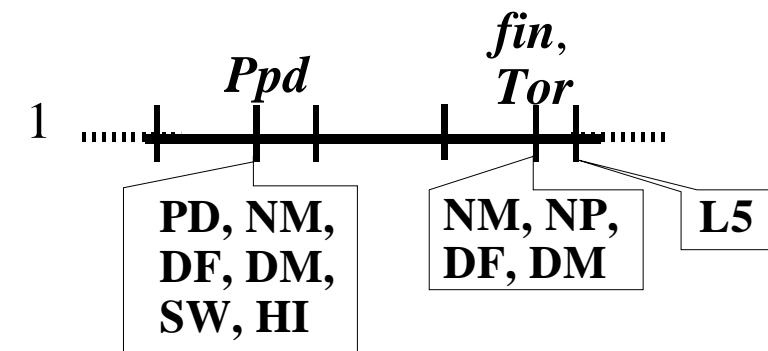 fin,
Ppd Tor
1
PD, NM,
DF, DM,
SW, HI
NM, NP,
DF, DM
L5